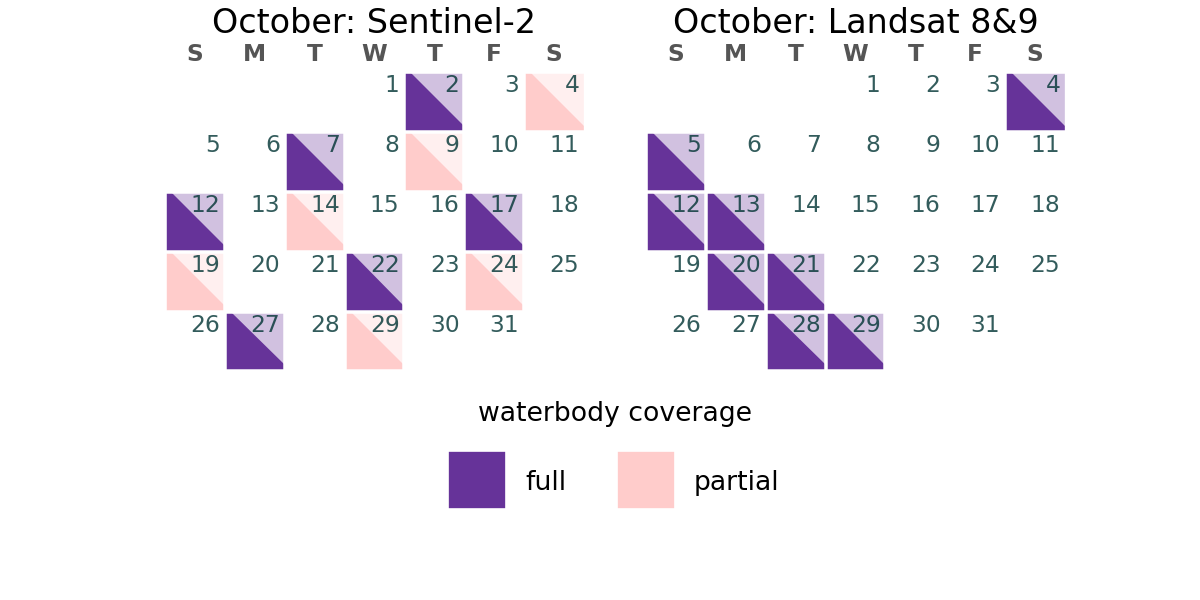 October: Sentinel-2
S M T W T F S
1 2 3 4
5 6 7 8 9 10 11
12 13 14 15 16 17 18
19 20 21 22 23 24 25
26 27 28 29 30 31
October: Landsat 8&9
S M T W T F S
1 2 3 4
5 6 7 8 9 10 11
12 13 14 15 16 17 18
19 20 21 22 23 24 25
26 27 28 29 30 31
waterbody coverage
full
partial